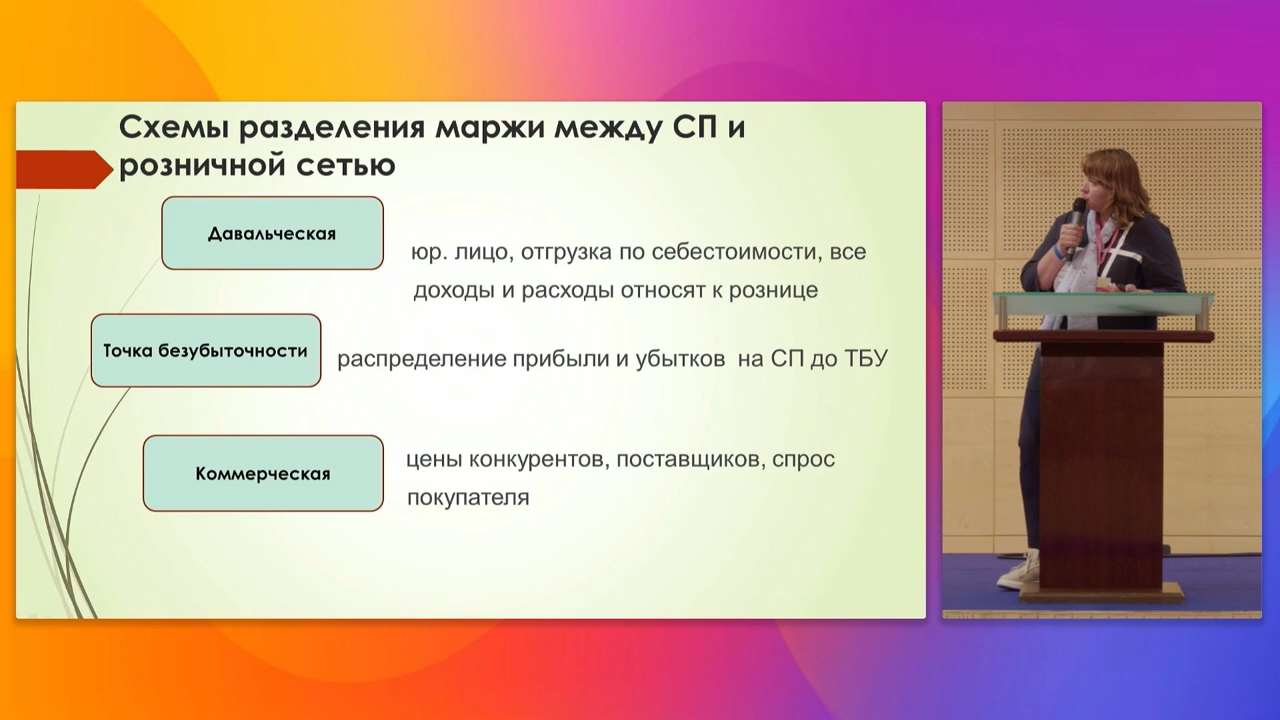 Схемы разделения маржи между СП и
розничной сетью
Давальческая
юр. лицо, отгрузка по себестоимости, все
доходы и расходы относят к рознице
Точка безубыточности
распределение прибыли и убытков на СП до ТБУ
Коммерческая
цены конкурентов, поставщиков, спрос
покупателя